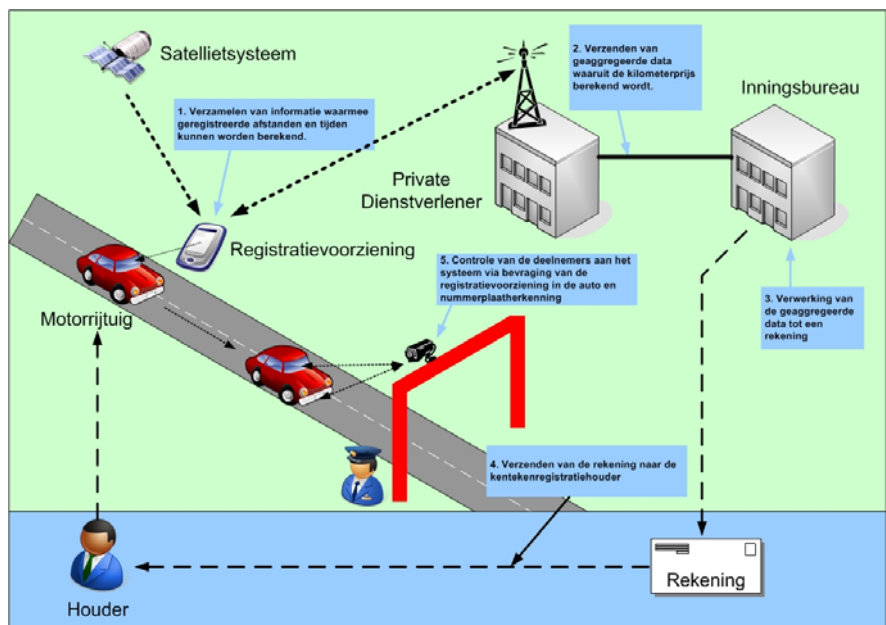 Satellietsysteem
1. Verzamelen van informatie waarmee
geregistreerde afstanden en tijden
kunnen worden berekend.
2. Verzenden van
geaggregeerde data
waaruit de kilometerprijs
berekend wordt.
Inningsbureau
Private
Dienstverlener
Registratievoorziening
5. Controle van de deelnemers aan het
systeem via bevraging van de
registratievoorziening in de auto en
nummerplaatherkenning
3. Verwerking van
de geaggregeerde
data tot een
rekening
Motorrijtuig
4. Verzenden van de rekening naar de
kentekenregistratiehouder
Rekening
Houder